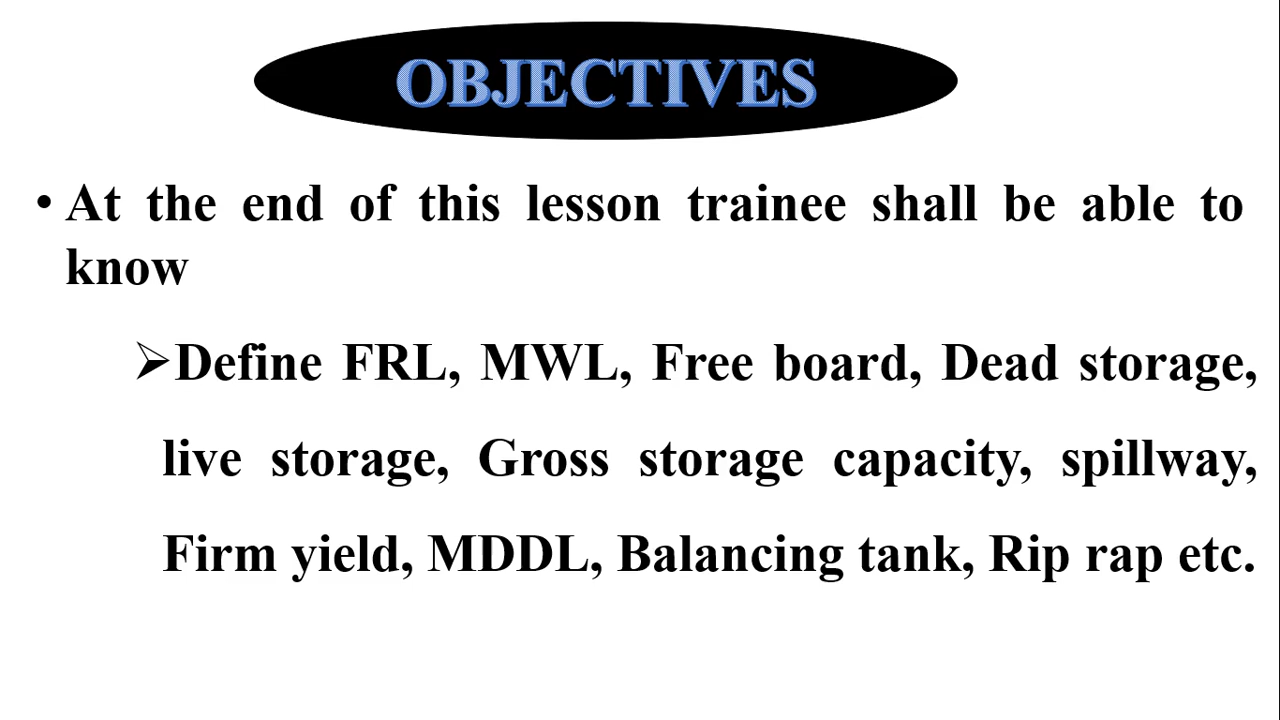 OBJECTIVES
• At the end of this lesson trainee shall be able to
know
➢Define FRL, MWL, Free board, Dead storage,
live storage, Gross storage capacity, spillway,
Firm yield, MDDL, Balancing tank, Rip rap etc.